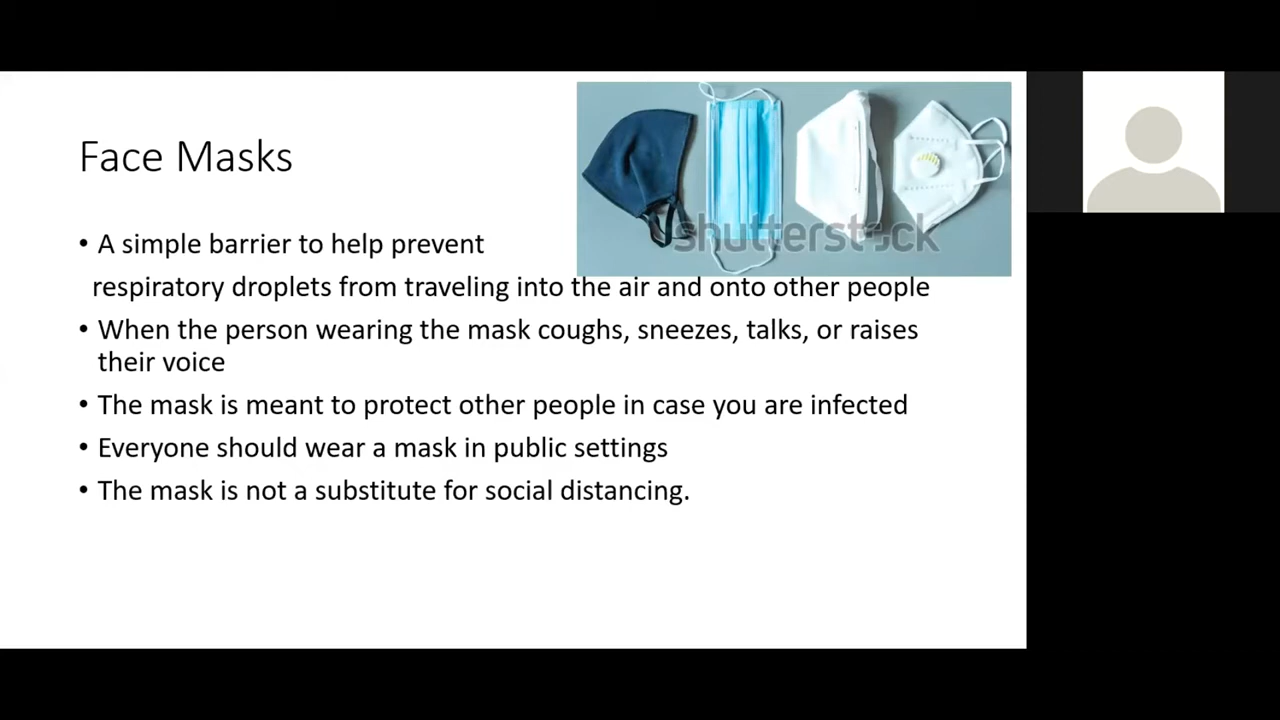 Face Masks
shutterstock
• A simple barrier to help prevent
respiratory droplets from traveling into the air and onto other people
• When the person wearing the mask coughs, sneezes, talks, or raises
their voice
• The mask is meant to protect other people in case you are infected
• Everyone should wear a mask in public settings
• The mask is not a substitute for social distancing.